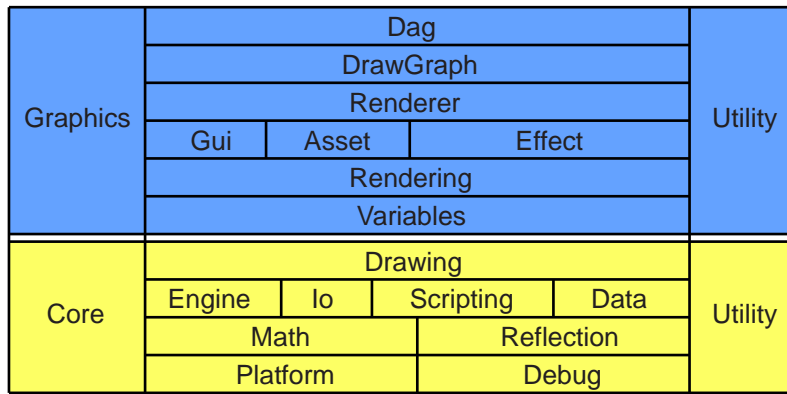 Dag
DrawGraph
Renderer
Graphics
Utility
Gui Asset Effect
Rendering
Variables
Drawing
Engine Io Scripting Data
Core
Utility
Math Reflection
Platform Debug